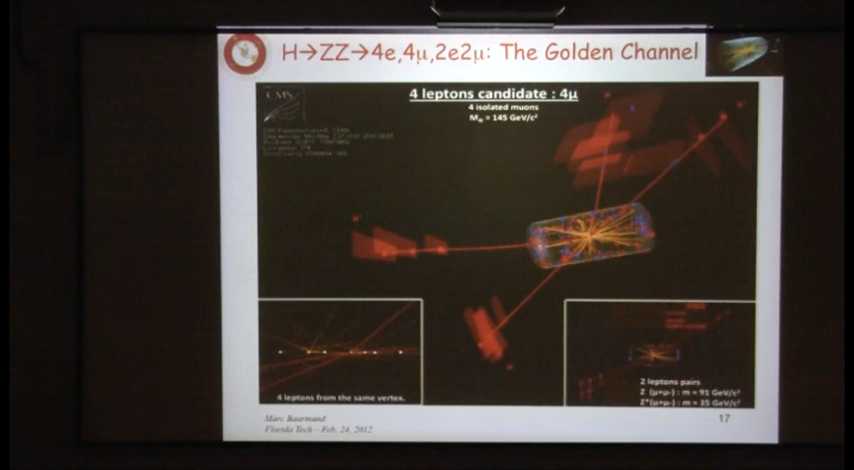 H→ZZ→4e,4μ,2e2μ: The Golden Channel
CMS
4 leptons candidate : 4μ
4 isolated muons
= 145 GeV/c²
4 leptons from the same vertex.
2 leptons pairs
Z (μ+μ-) : m = 91 GeV/c²
Z*(μ+μ-) : m = 35 GeV/c²
Marc Baarmand
Florida Tech – Feb, 24, 2012
17